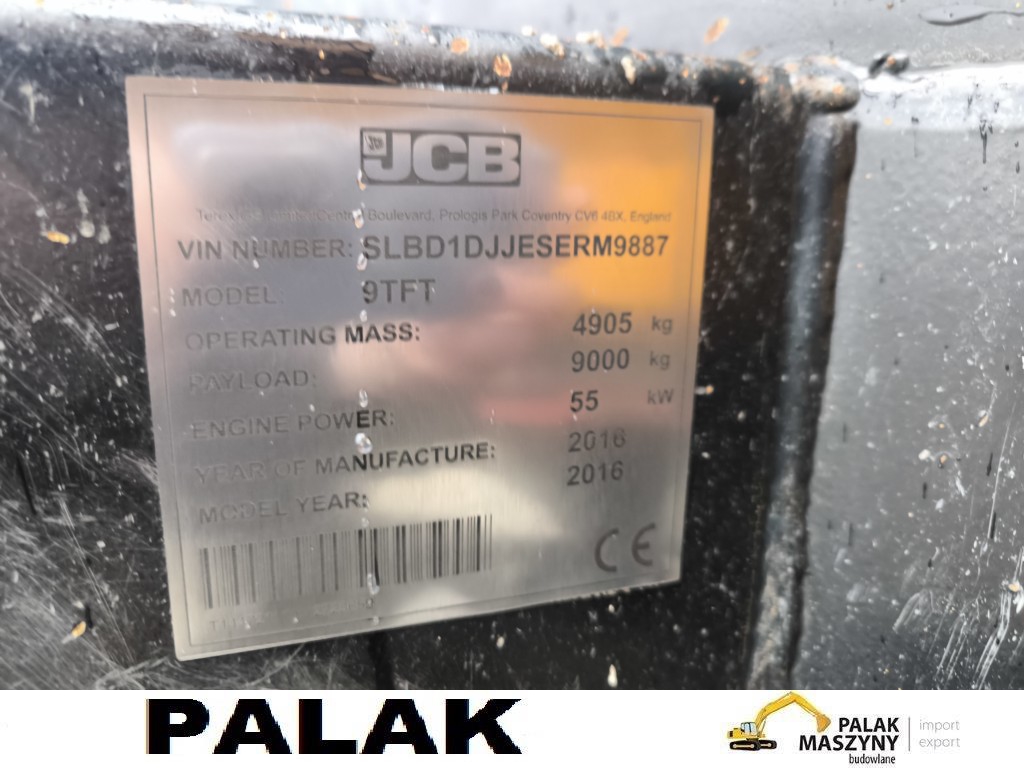 JCB
Central Boulevard, Prologis Park Coventry CV6 4BX, England
VIN NUMBER: SLBD1DJJESERM9887
MODEL: 9TFT
OPERATING MASS: 4905 kg
PAYLOAD: 9000 kg
ENGINE POWER: 55 kW
YEAR OF MANUFACTURE: 2016
MODEL YEAR: 2016
CE
PALAK
PALAK
MASZYNY
budowlane
import
export